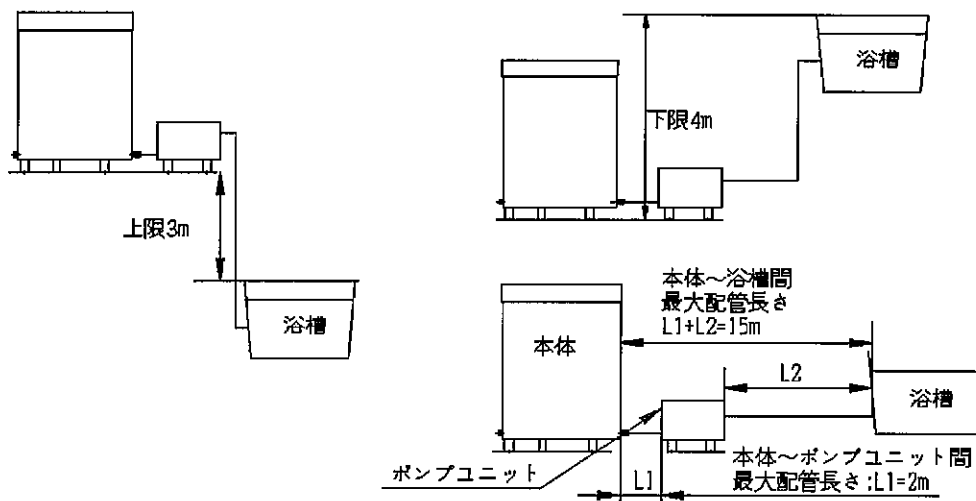 上限3m
浴槽
下限4m
浴槽
本体~浴槽間
最大配管長さ
L1+L2=15m
本体
L2
浴槽
ポンプユニット
L1
本体~ポンプユニット間
最大配管長さ;L1=2m